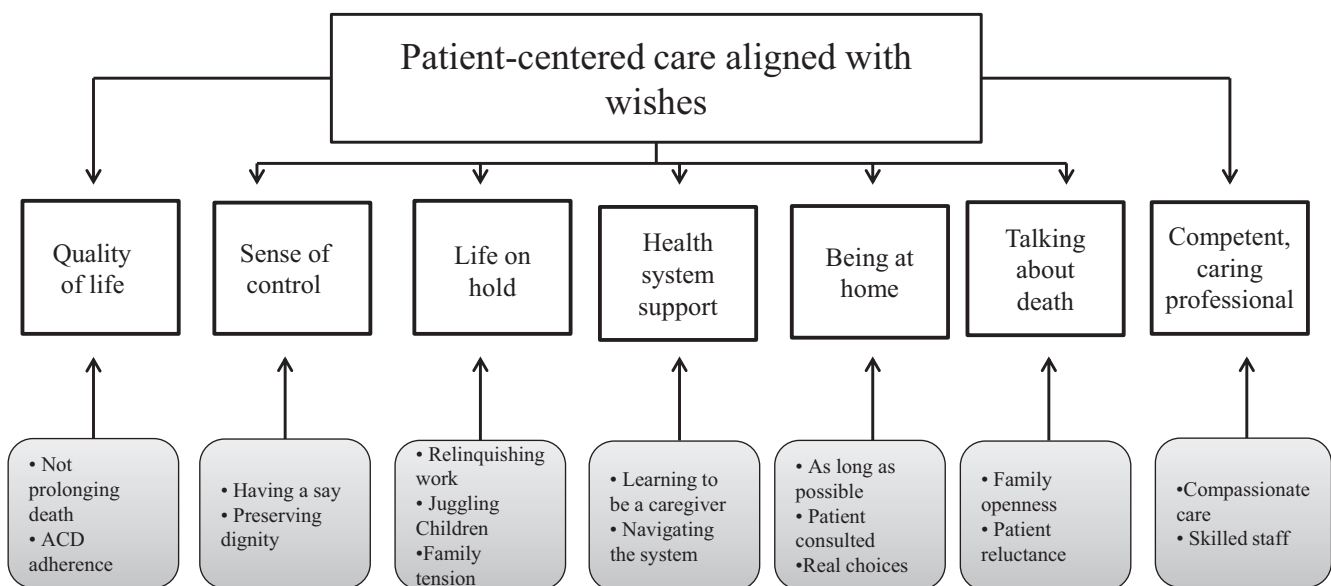 Patient-centered care aligned with
wishes
Quality
of life
Sense of
control
Life on
hold
Health
system
support
Being at
home
Talking
about
death
Competent,
caring
professional
• Not
prolonging
death
• ACD
adherence
• Having a say
• Preserving
dignity
• Relinquishing
work
• Juggling
Children
•Family
tension
• Learning to
be a caregiver
• Navigating
the system
• As long as
possible
• Patient
consulted
•Real choices
• Family
openness
• Patient
reluctance
•Compassionate
care
• Skilled staff